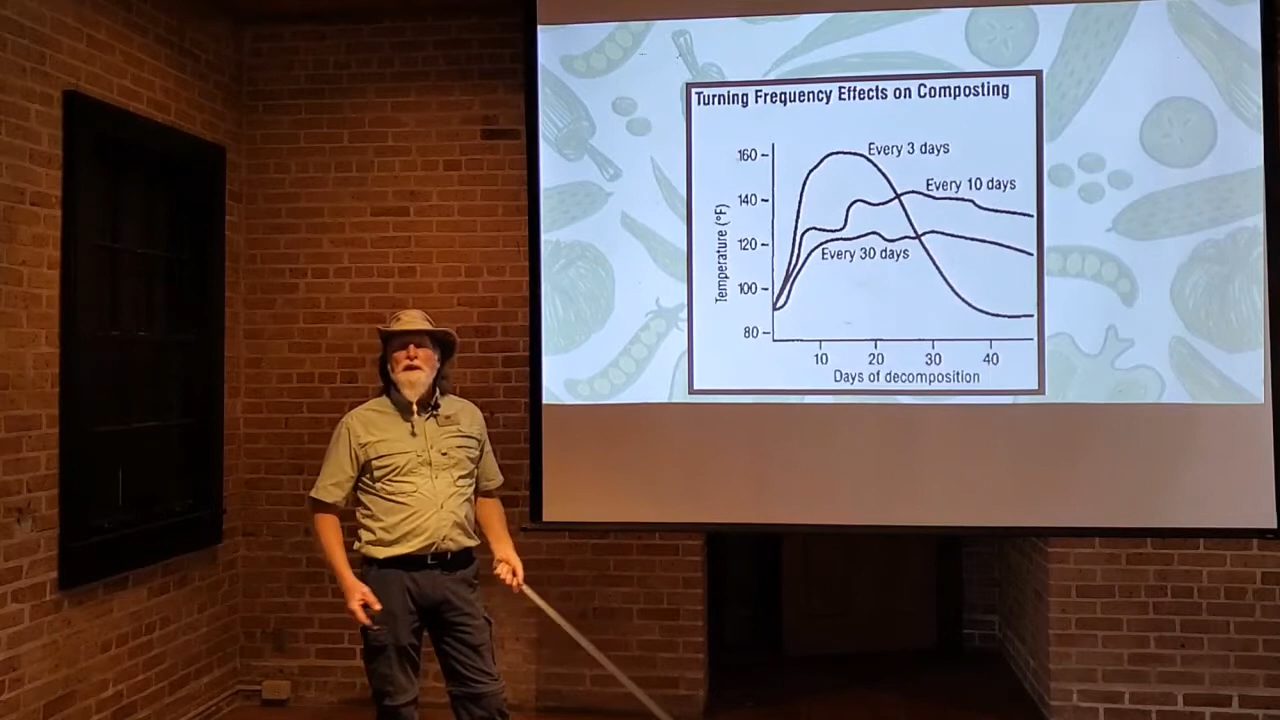 Turning Frequency Effects on Composting
160
Every 3 days
140
Every 10 days
120
Every 30 days
100
80
Temperature (°F)
10 20 30 40
Days of decomposition